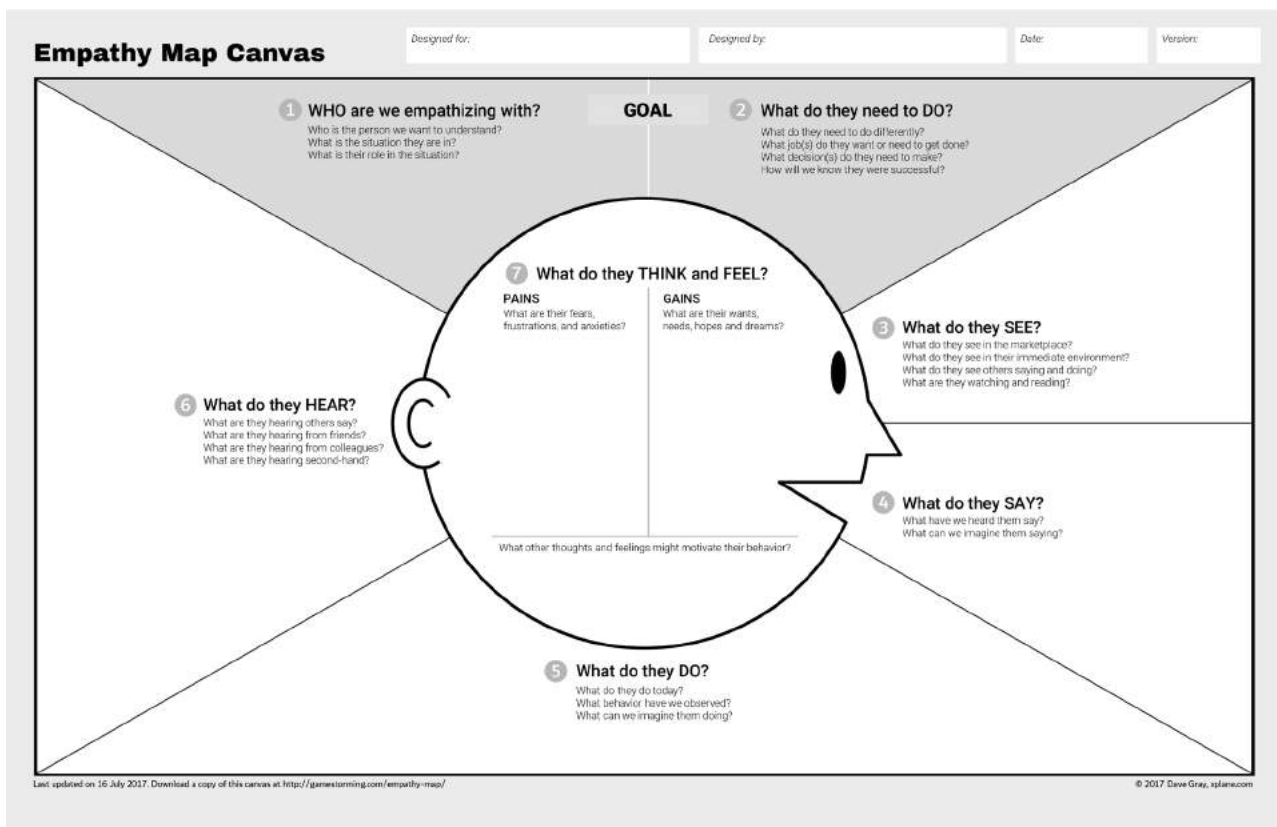 Empathy Map Canvas
Designed for:
Designed by:
Date:
Version:
1 WHO are we empathizing with?
Who is the person we want to understand?
What is the situation they are in?
What is their role in the situation?
GOAL
2 What do they need to DO?
What do they need to do differently?
What job(s) do they want or need to get done?
What decision(s) do they need to make?
How will we know they were successful?
3 What do they SEE?
What do they see in the marketplace?
What do they see in their immediate environment?
What do they see others saying and doing?
What are they watching and reading?
4 What do they SAY?
What have we heard them say?
What can we imagine them saying?
5 What do they DO?
What do they do today?
What behavior have we observed?
What can we imagine them doing?
6 What do they HEAR?
What are they hearing others say?
What are they hearing from friends?
What are they hearing from colleagues?
What are they hearing second-hand?
7 What do they THINK and FEEL?
PAINS
What are their fears,
frustrations, and anxieties?
GAINS
What are their wants,
needs, hopes and dreams?
What other thoughts and feelings might motivate their behavior?
Last updated on 16 July 2017. Download a copy of this canvas at http://gamestorming.com/empathy-map/
© 2017 Dave Gray, xplane.com